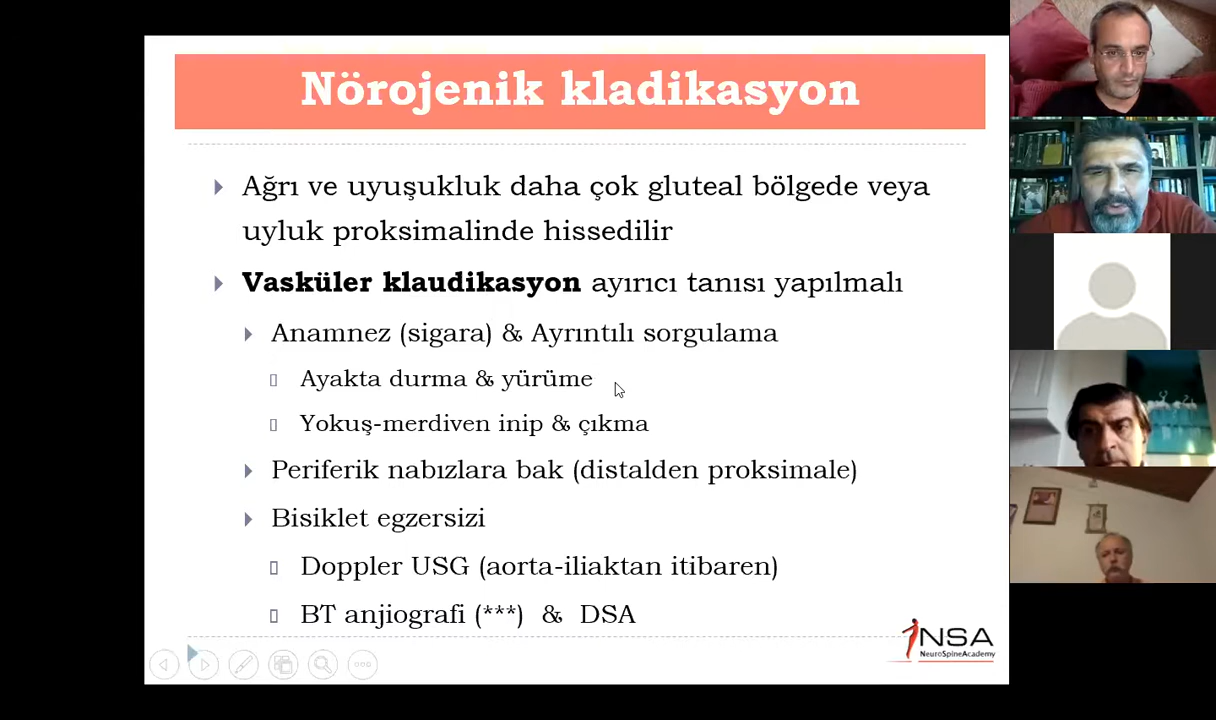 Nörojenik kladikasyon
Ağrı ve uyuşukluk daha çok gluteal bölgede veya
uyluk proksimalinde hissedilir
Vasküler klaudikasyon ayırıcı tanısı yapılmalı
Anamnez (sigara) & Ayrıntılı sorgulama
Ayakta durma & yürüme
Yokuş-merdiven inip & çıkma
Periferik nabızlara bak (distalden proksimale)
Bisiklet egzersizi
Doppler USG (aorta-iliaktan itibaren)
BT anjiografi (***) & DSA
NSA
NeuroSpineAcademy